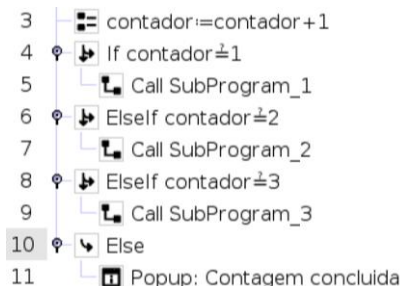 3 contador≔contador+1
4 If contador≟1
5 Call SubProgram_1
6 ElseIf contador≟2
7 Call SubProgram_2
8 ElseIf contador≟3
9 Call SubProgram_3
10 Else
11 Popup: Contagem concluida